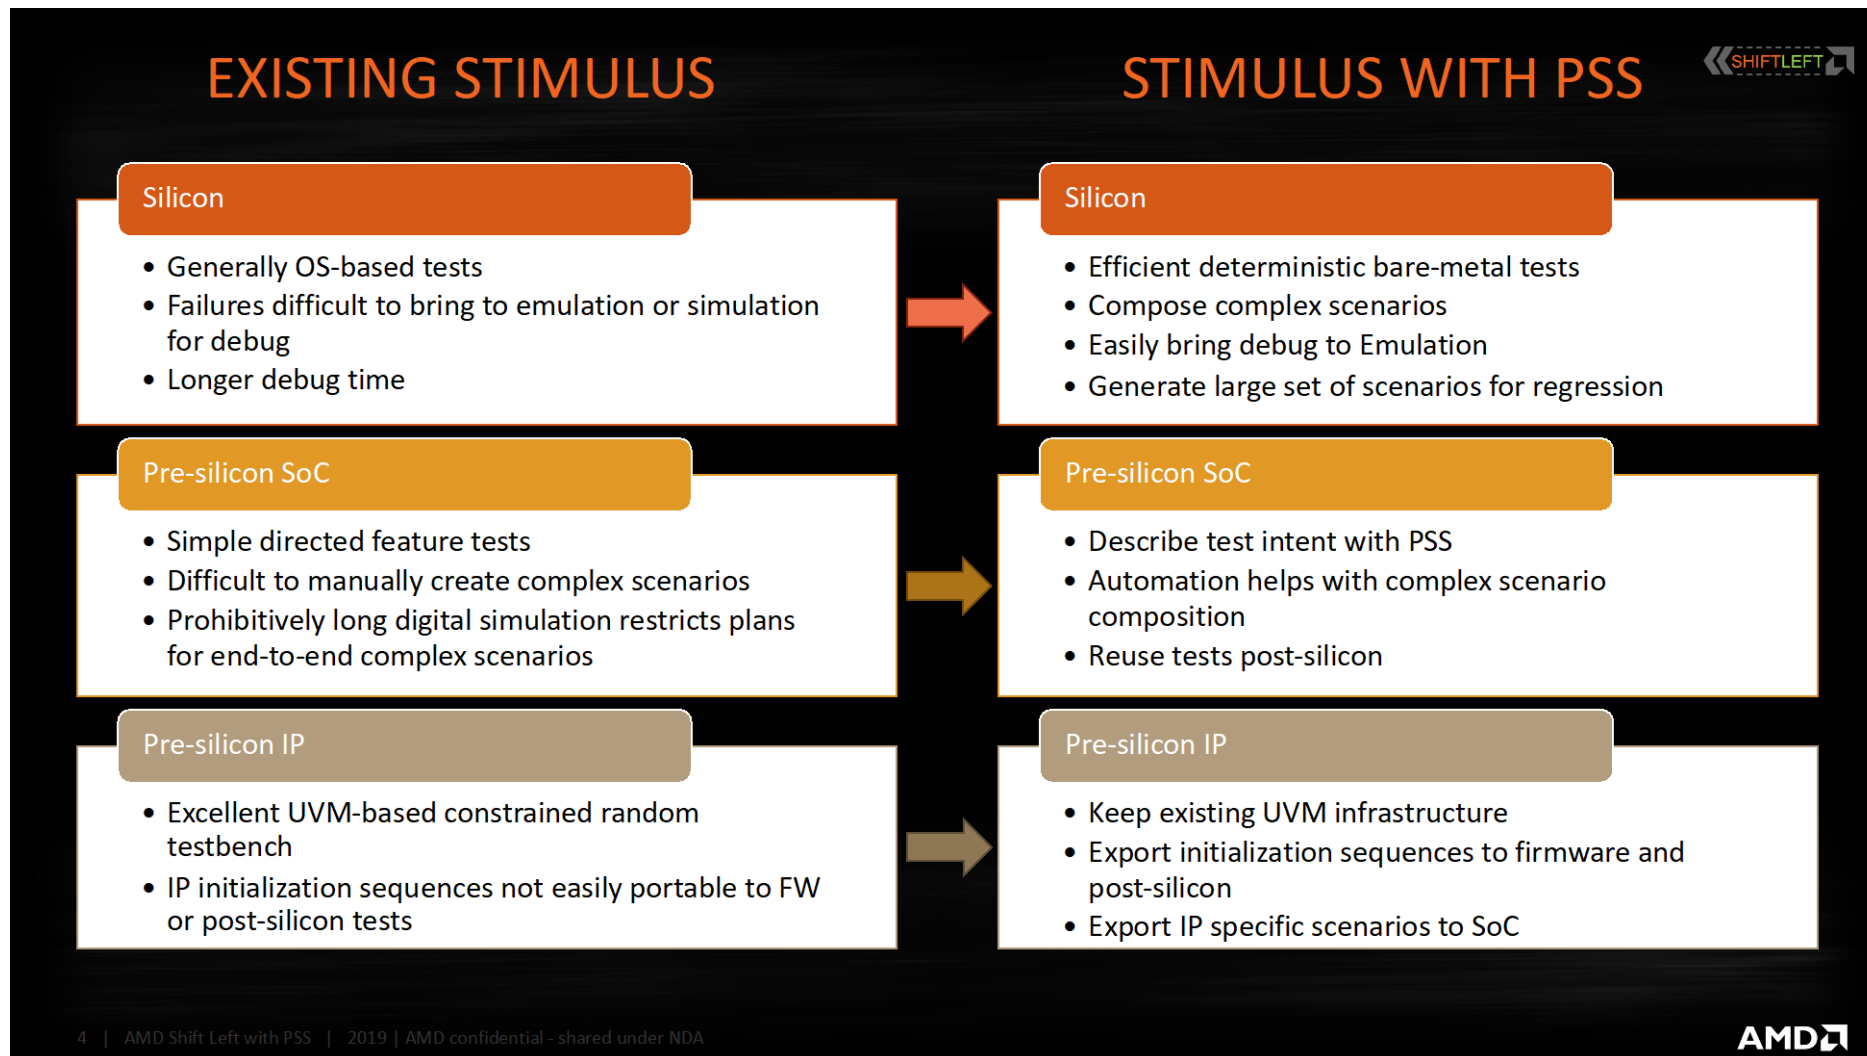 EXISTING STIMULUS
STIMULUS WITH PSS
SHIFTLEFT
Silicon
• Generally OS-based tests
• Failures difficult to bring to emulation or simulation
for debug
• Longer debug time
Silicon
• Efficient deterministic bare-metal tests
• Compose complex scenarios
• Easily bring debug to Emulation
• Generate large set of scenarios for regression
Pre-silicon SoC
• Simple directed feature tests
• Difficult to manually create complex scenarios
• Prohibitively long digital simulation restricts plans
for end-to-end complex scenarios
Pre-silicon SoC
• Describe test intent with PSS
• Automation helps with complex scenario
composition
• Reuse tests post-silicon
Pre-silicon IP
• Excellent UVM-based constrained random
testbench
• IP initialization sequences not easily portable to FW
or post-silicon tests
Pre-silicon IP
• Keep existing UVM infrastructure
• Export initialization sequences to firmware and
post-silicon
• Export IP specific scenarios to SoC
4 | AMD Shift Left with PSS | 2019 | AMD confidential - shared under NDA
AMD